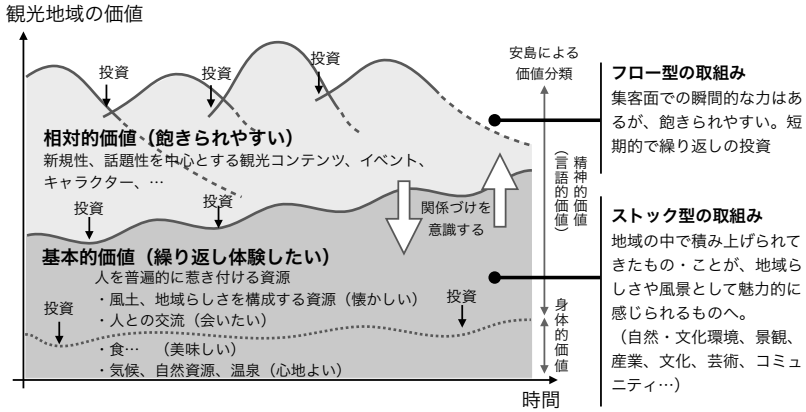 観光地域の価値
投資
投資
投資
相対的価値（飽きられやすい）
新規性、話題性を中心とする観光コンテンツ、イベント、
キャラクター、…
投資
投資
関係づけを
意識する
基本的価値（繰り返し体験したい）
人を普遍的に惹き付ける資源
・風土、地域らしさを構成する資源（懐かしい）
・人との交流（会いたい）
投資
投資
・食…　（美味しい）
・気候、自然資源、温泉（心地よい）
時間
安島による
価値分類
精神的価値
（言語的価値）
身体的価値
フロー型の取組み
集客面での瞬間的な力はあ
るが、飽きられやすい。短
期的で繰り返しの投資
ストック型の取組み
地域の中で積み上げられて
きたもの・ことが、地域ら
しさや風景として魅力的に
感じられるものへ。
（自然・文化環境、景観、
産業、文化、芸術、コミュ
ニティ…）